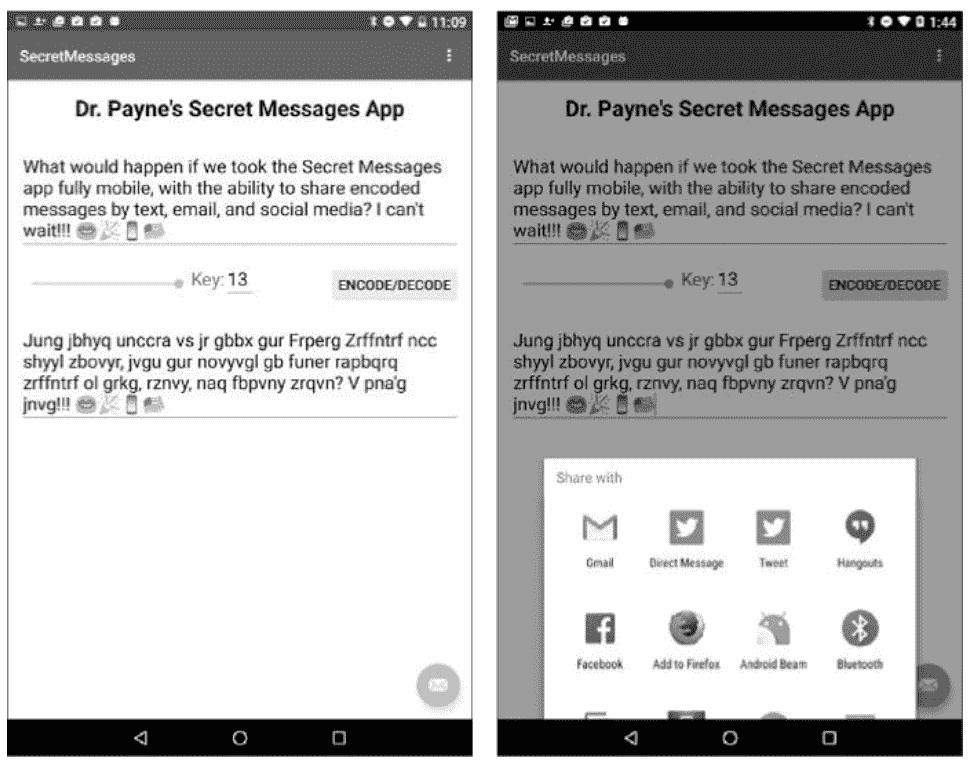 11:09
SecretMessages
Dr. Payne's Secret Messages App
What would happen if we took the Secret Messages
app fully mobile, with the ability to share encoded
messages by text, email, and social media? I can't
wait!!!
Key: 13
ENCODE/DECODE
Jung jbhyq unccra vs jr gbbx gur Frperg Zrffntrf ncc
shyyl zbovyr, jvgu gur novyvgl gb funer rapbqrq
zrffntrf ol grkg, rznvy, naq fbpvny zrqvn? V pna'g
jnvg!!!
1:44
SecretMessages
Dr. Payne's Secret Messages App
What would happen if we took the Secret Messages
app fully mobile, with the ability to share encoded
messages by text, email, and social media? I can't
wait!!!
Key: 13
ENCODE/DECODE
Jung jbhyq unccra vs jr gbbx gur Frperg Zrffntrf ncc
shyyl zbovyr, jvgu gur novyvgl gb funer rapbqrq
zrffntrf ol grkg, rznvy, naq fbpvny zrqvn? V pna'g
jnvg!!!
Share with
Gmail Direct Message Tweet Hangouts
Facebook Add to Firefox Android Beam Bluetooth